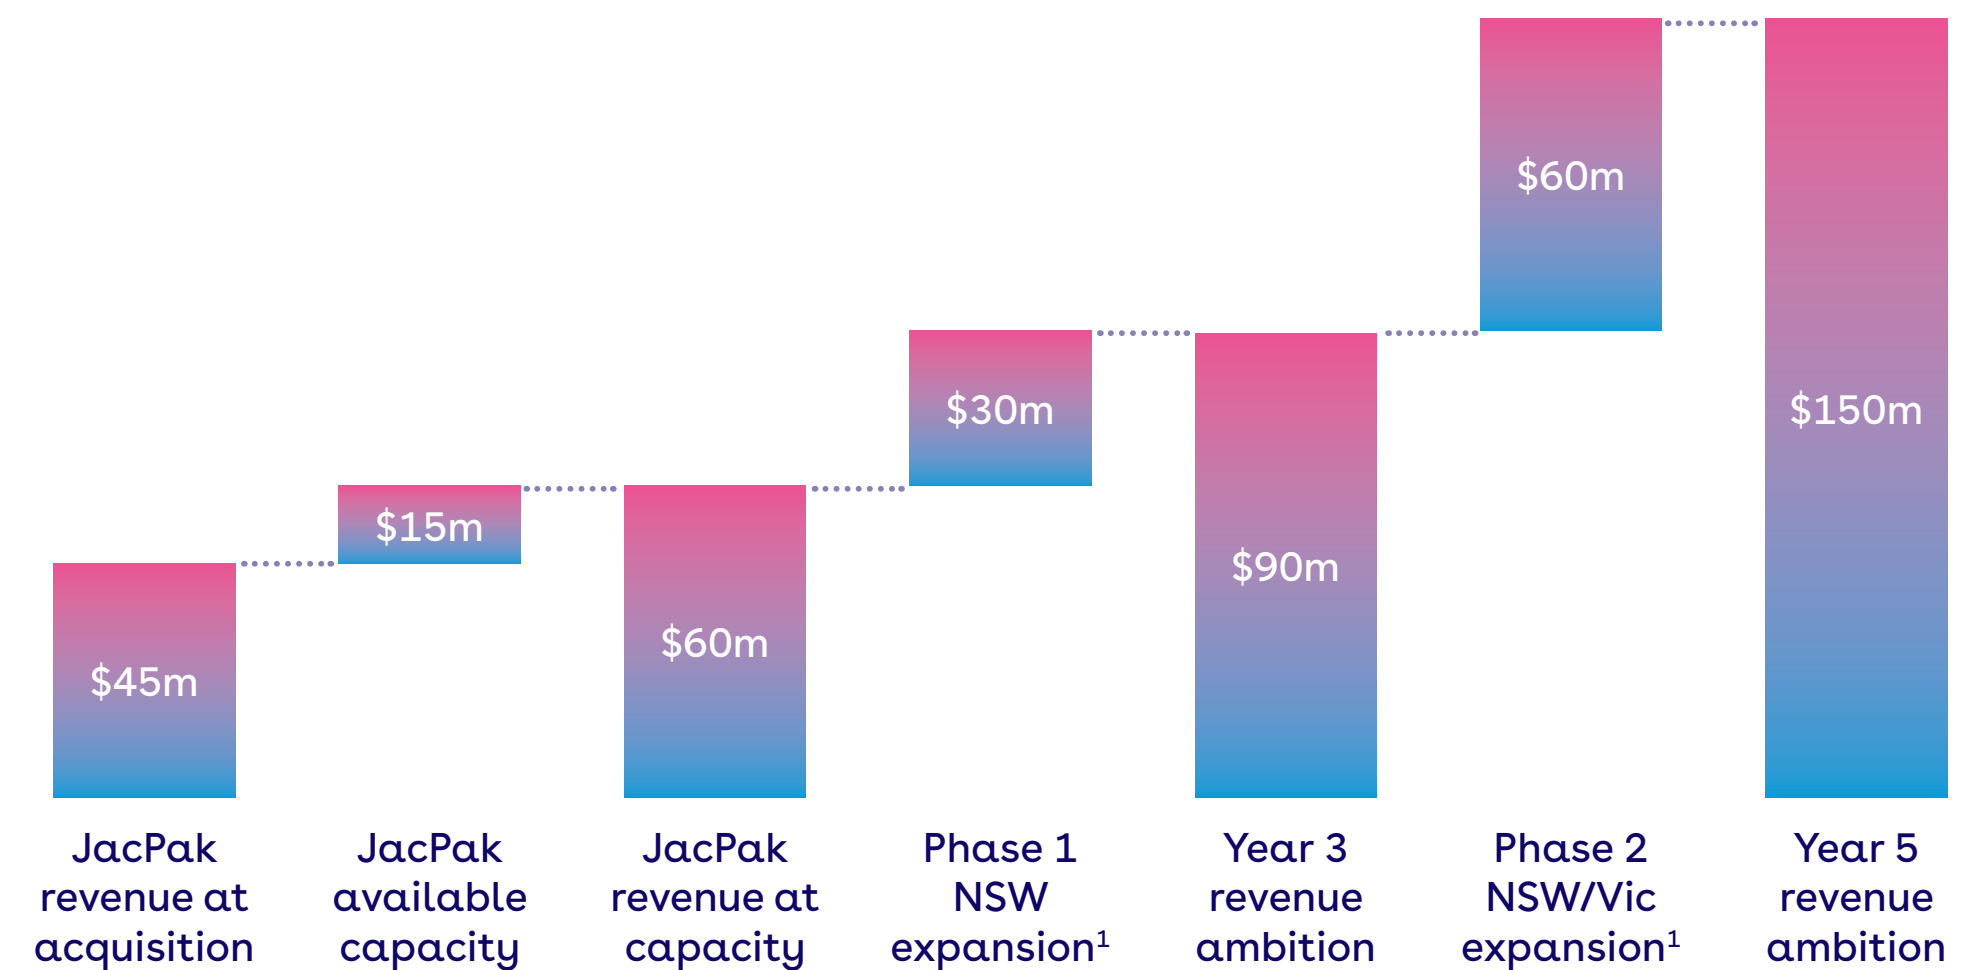 $45m
$15m
$60m
$30m
$90m
$60m
$150m
JacPak
revenue at
acquisition
JacPak
available
capacity
JacPak
revenue at
capacity
Phase 1
NSW
expansion¹
Year 3
revenue
ambition
Phase 2
NSW/Vic
expansion¹
Year 5
revenue
ambition